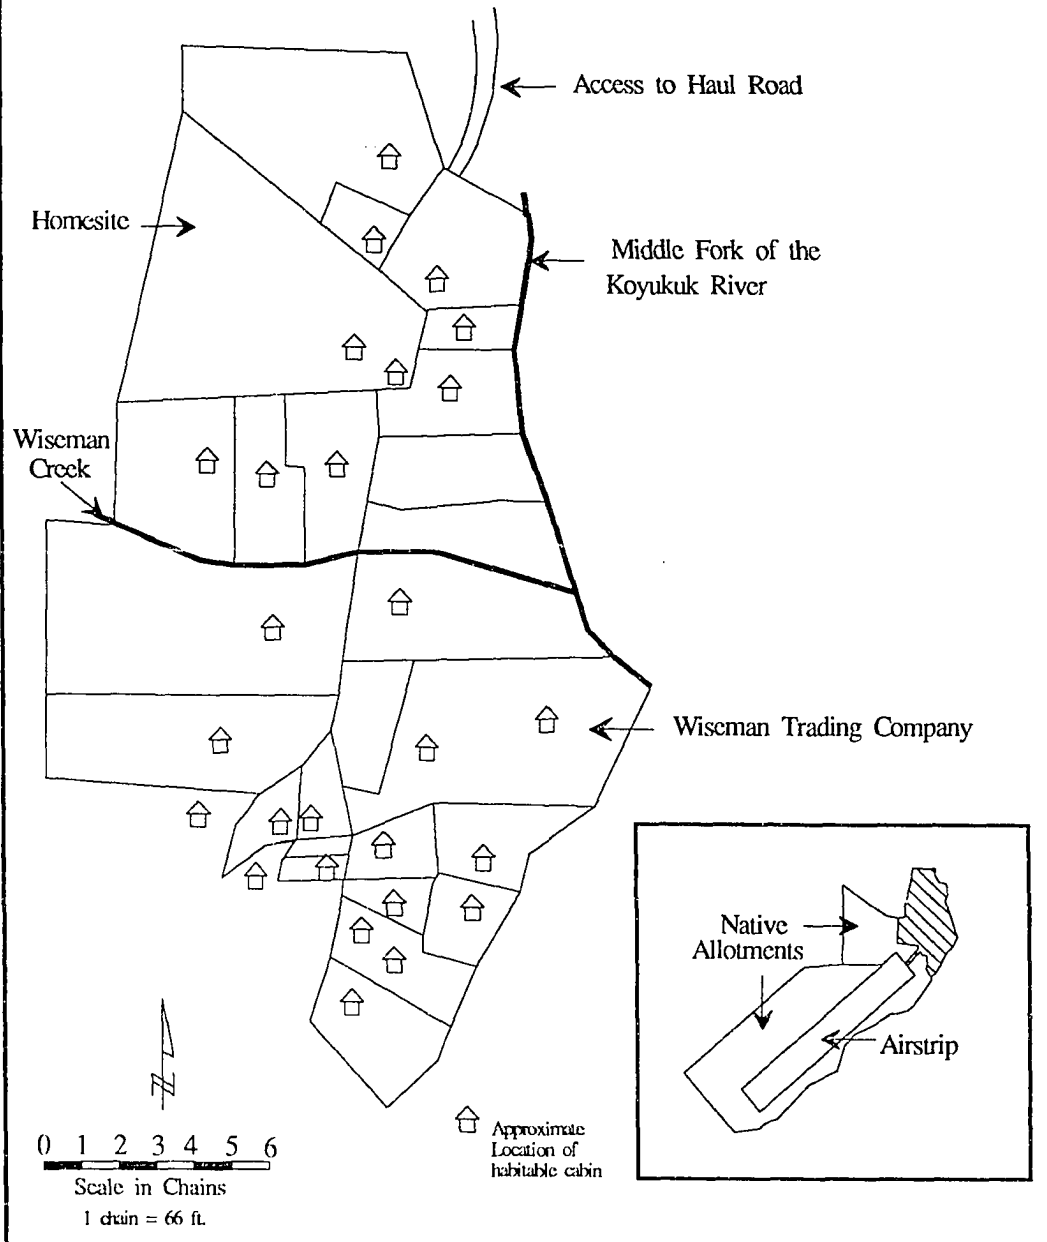 Access to Haul Road
Homesite
Middle Fork of the
Koyukuk River
Wiseman
Creek
Wiseman Trading Company
Native
Allotments
Airstrip
N
0 1 2 3 4 5 6
Scale in Chains
1 chain = 66 ft.
Approximate
Location of
habitable cabin